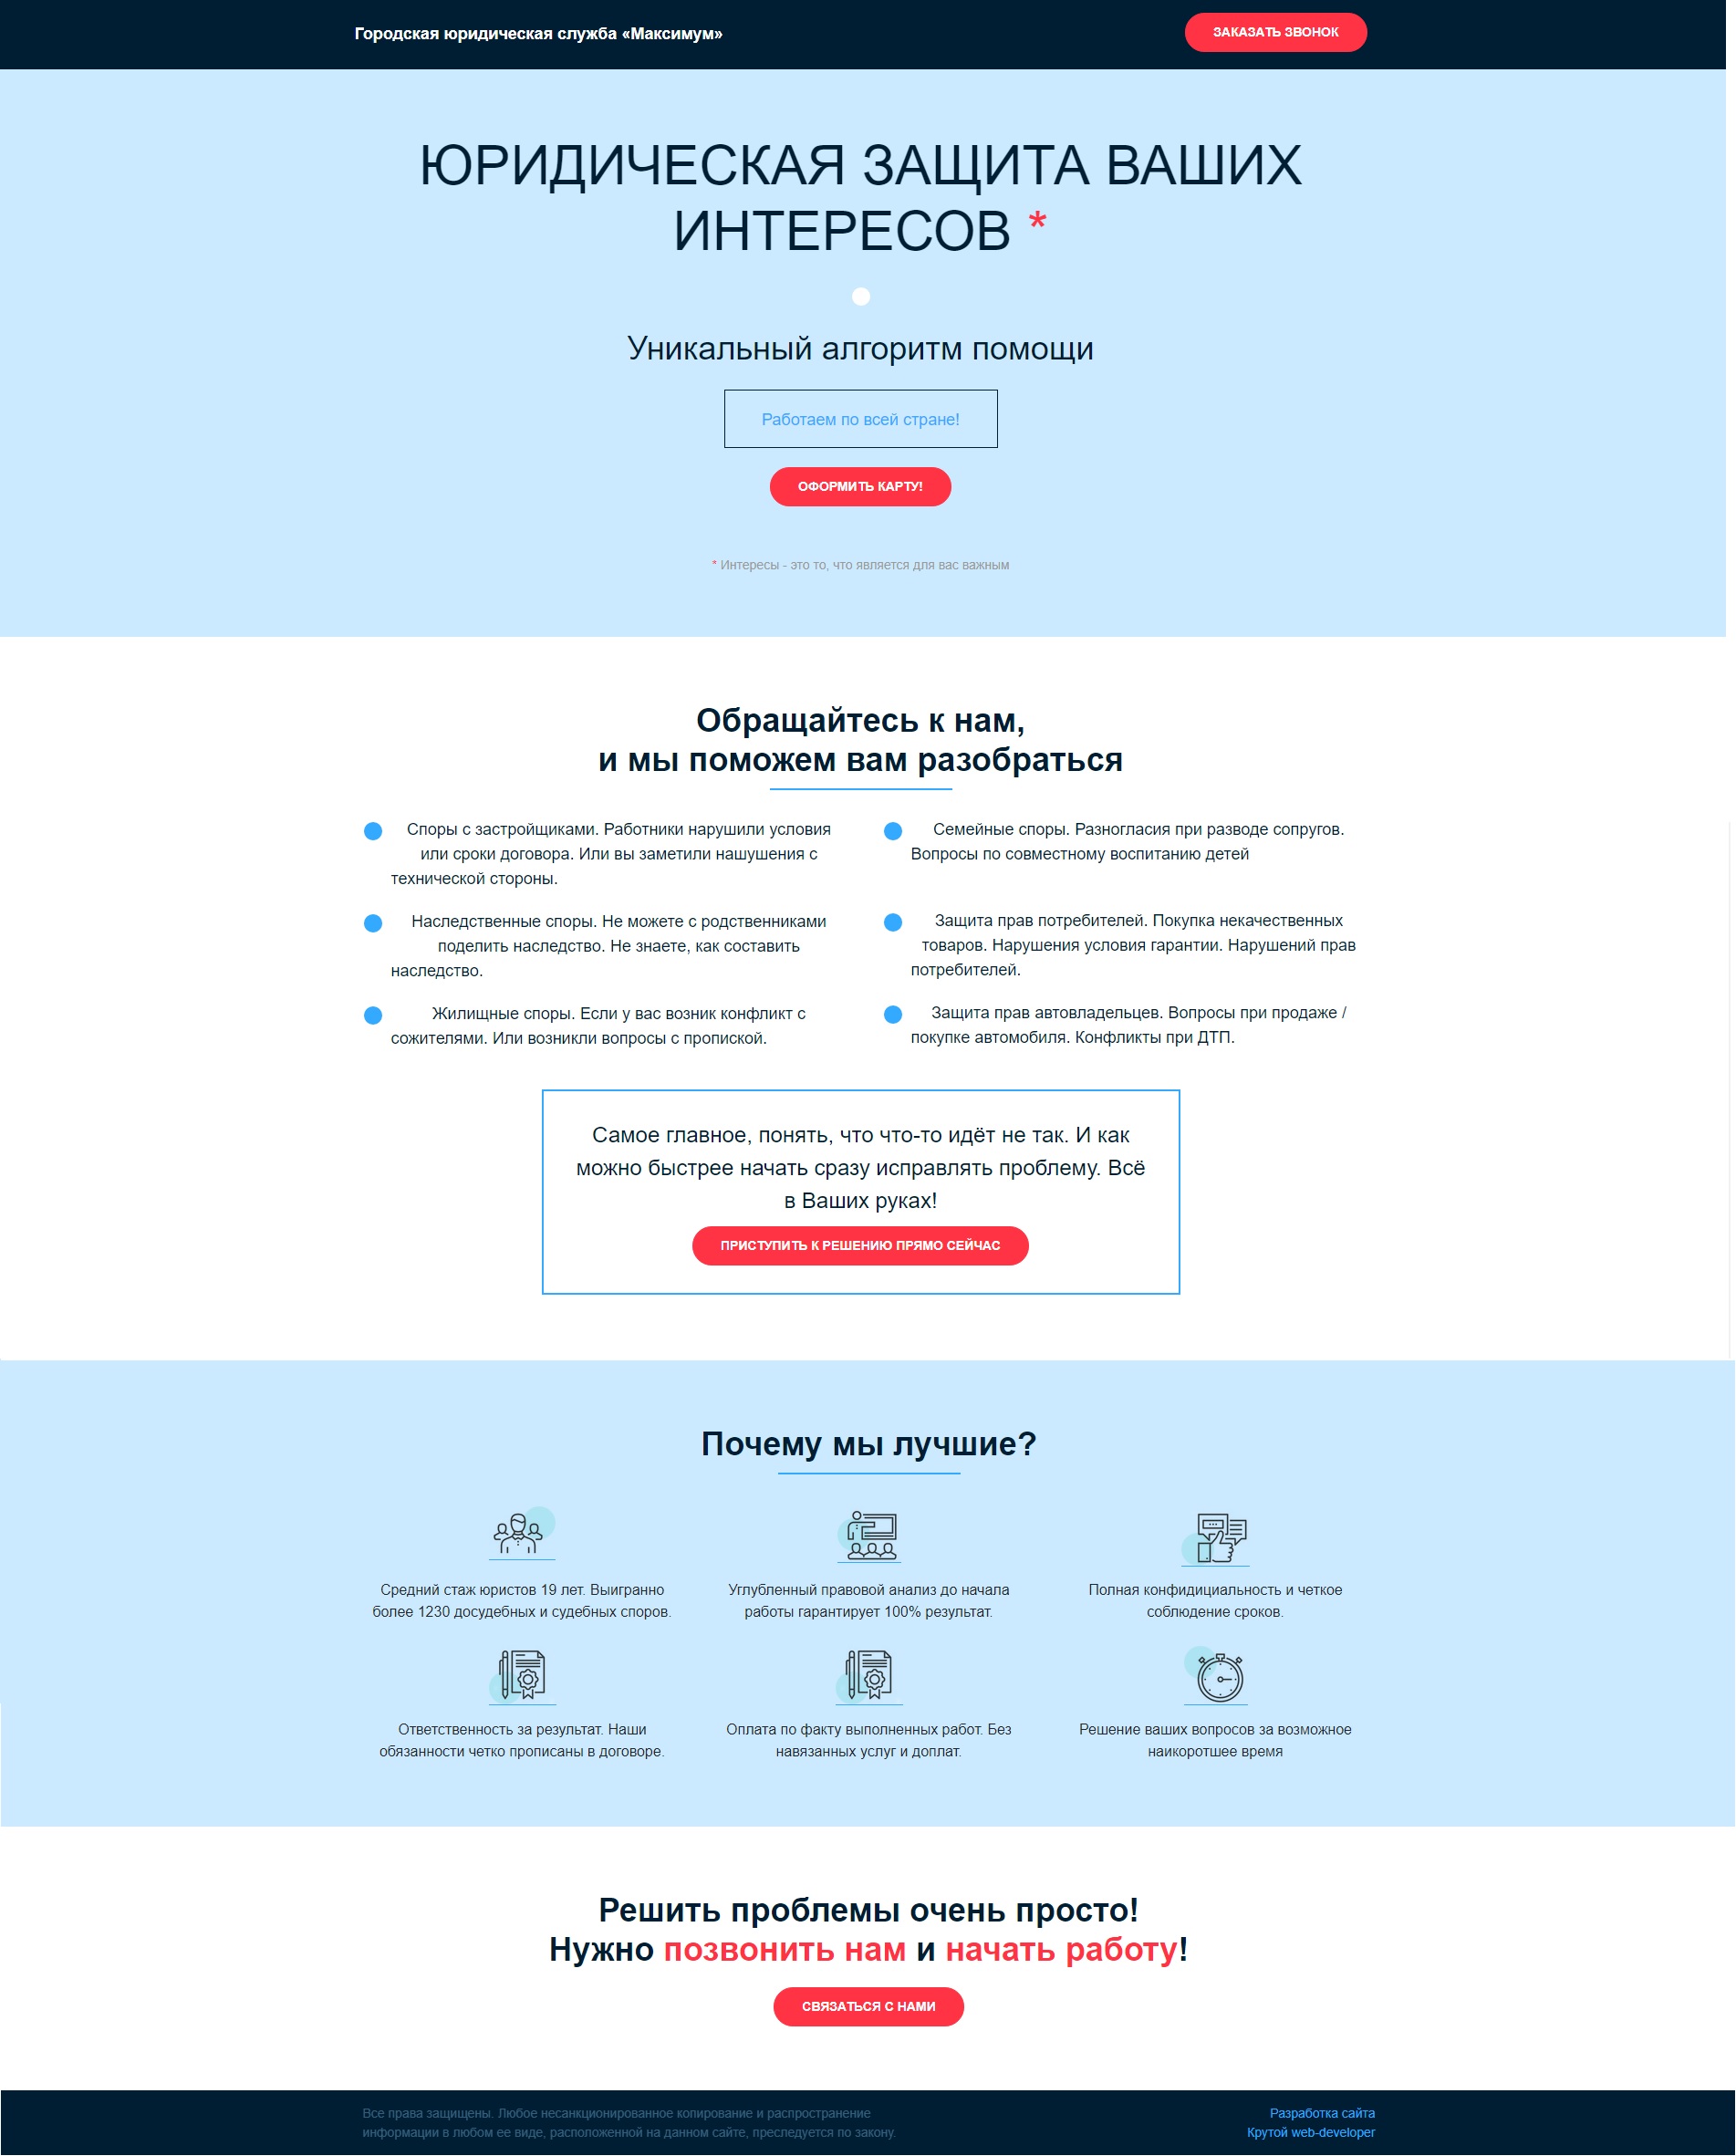 Городская юридическая служба «Максимум»
ЗАКАЗАТЬ ЗВОНОК
ЮРИДИЧЕСКАЯ ЗАЩИТА ВАШИХ
ИНТЕРЕСОВ *
Уникальный алгоритм помощи
Работаем по всей стране!
ОФОРМИТЬ КАРТУ!
* Интересы - это то, что является для вас важным
Обращайтесь к нам,
и мы поможем вам разобраться
Споры с застройщиками. Работники нарушили условия
или сроки договора. Или вы заметили нашушения с
технической стороны.
Наследственные споры. Не можете с родственниками
поделить наследство. Не знаете, как составить
наследство.
Жилищные споры. Если у вас возник конфликт с
сожителями. Или возникли вопросы с пропиской.
Семейные споры. Разногласия при разводе сопругов.
Вопросы по совместному воспитанию детей
Защита прав потребителей. Покупка некачественных
товаров. Нарушения условия гарантии. Нарушений прав
потребителей.
Защита прав автовладельцев. Вопросы при продаже /
покупке автомобиля. Конфликты при ДТП.
Самое главное, понять, что что-то идёт не так. И как
можно быстрее начать сразу исправлять проблему. Всё
в Ваших руках!
ПРИСТУПИТЬ К РЕШЕНИЮ ПРЯМО СЕЙЧАС
Почему мы лучшие?
Средний стаж юристов 19 лет. Выигранно
более 1230 досудебных и судебных споров.
Углубленный правовой анализ до начала
работы гарантирует 100% результат.
Полная конфидициальность и четкое
соблюдение сроков.
Ответственность за результат. Наши
обязанности четко прописаны в договоре.
Оплата по факту выполненных работ. Без
навязанных услуг и доплат.
Решение ваших вопросов за возможное
наикоротшее время
Решить проблемы очень просто!
Нужно позвонить нам и начать работу!
СВЯЗАТЬСЯ С НАМИ
Все права защищены. Любое несанкционированное копирование и распространение
информации в любом ее виде, расположенной на данном сайте, преследуется по закону.
Разработка сайта
Крутой web-developer